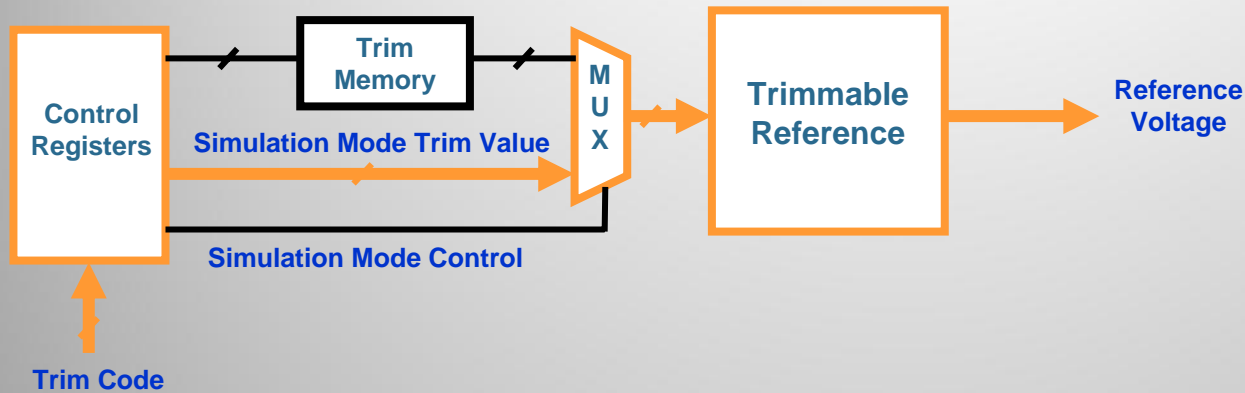 Trim
Memory
M
U
X
Control
Registers
Trimmable
Reference
Reference
Voltage
Simulation Mode Trim Value
Simulation Mode Control
Trim Code